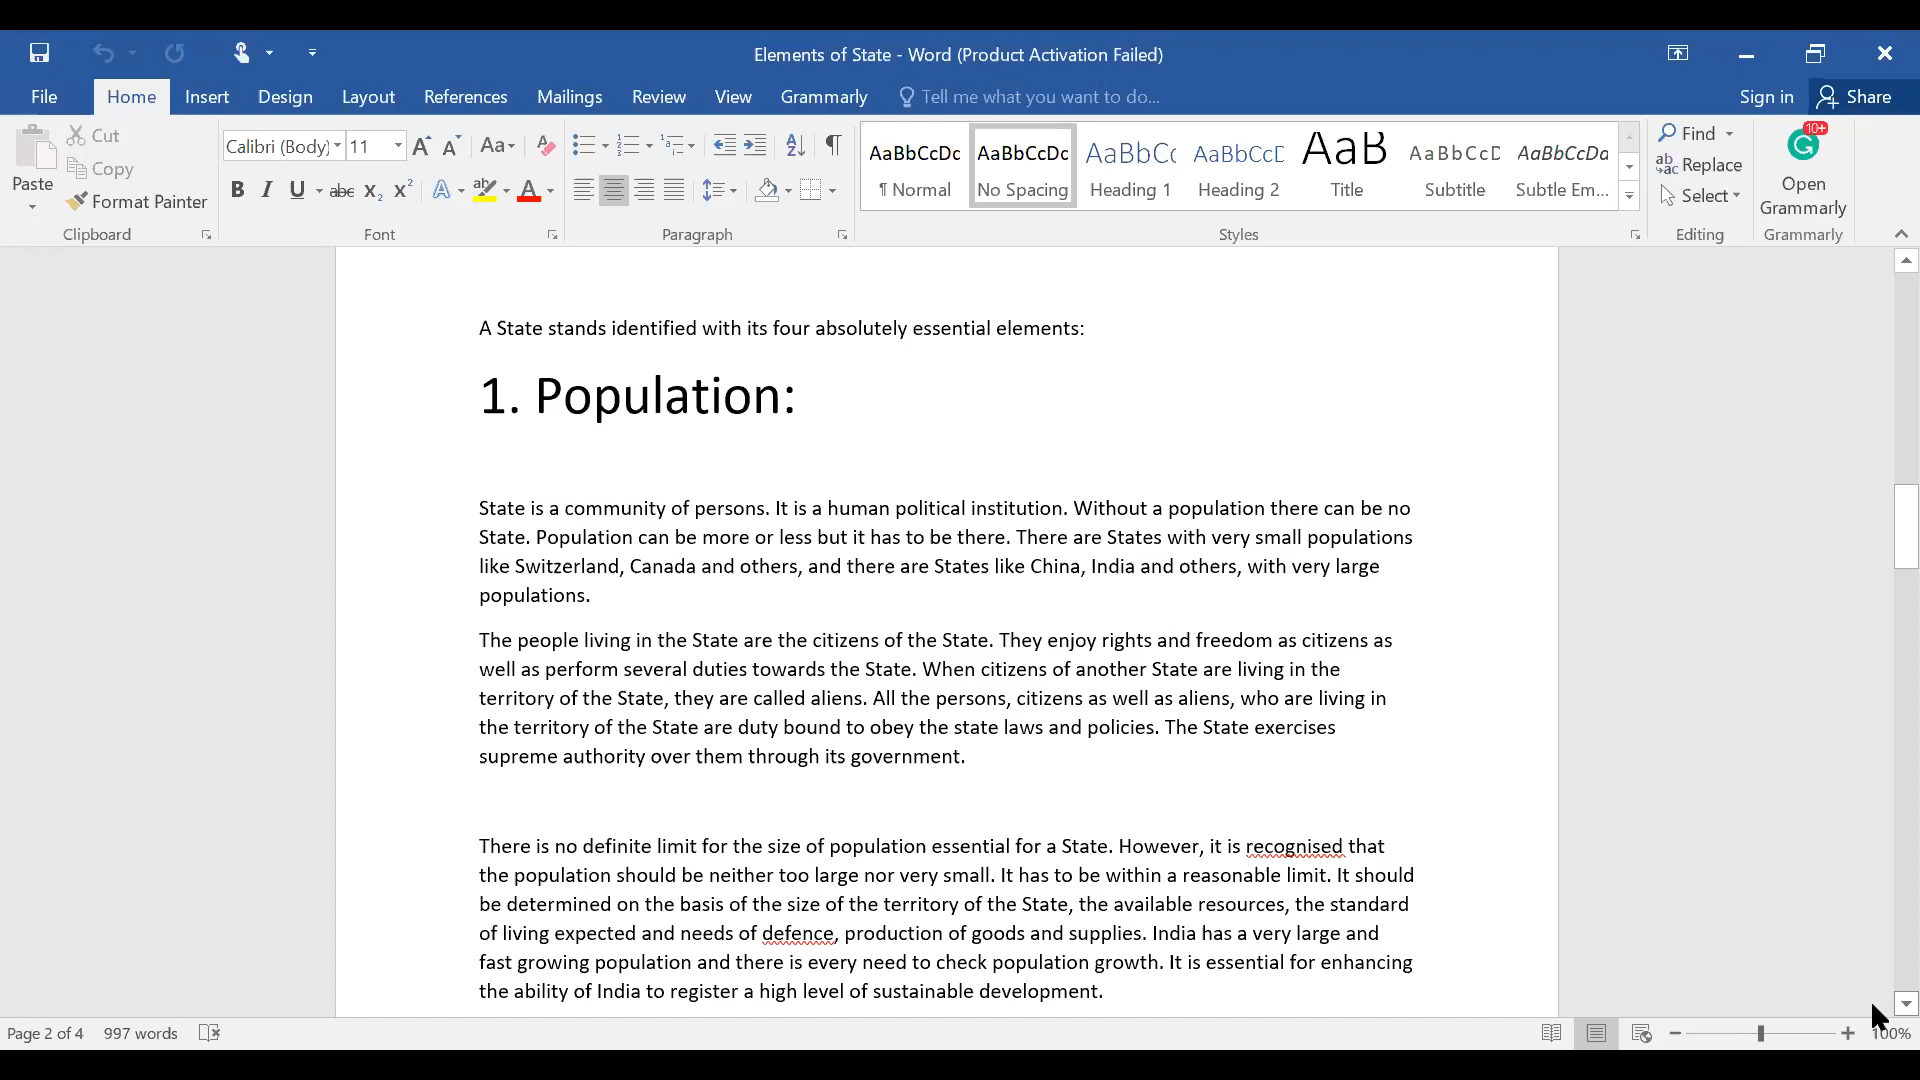 Elements of State - Word (Product Activation Failed)
File Home Insert Design Layout References Mailings Review View Grammarly Tell me what you want to do... Sign in Share
Paste
Cut
Copy
Format Painter
Clipboard
Calibri (Body) 11 Aa
B I U abc X₂ X² A ab A
Font
Paragraph
AaBbCcDc AaBbCcDc AaBbCc AaBbCcD AaB AaBbCcD AaBbCcDa
¶ Normal No Spacing Heading 1 Heading 2 Title Subtitle Subtle Em...
Styles
Find
Replace
Select
Editing
10+
Open
Grammarly
Grammarly
A State stands identified with its four absolutely essential elements:
1. Population:
State is a community of persons. It is a human political institution. Without a population there can be no
State. Population can be more or less but it has to be there. There are States with very small populations
like Switzerland, Canada and others, and there are States like China, India and others, with very large
populations.
The people living in the State are the citizens of the State. They enjoy rights and freedom as citizens as
well as perform several duties towards the State. When citizens of another State are living in the
territory of the State, they are called aliens. All the persons, citizens as well as aliens, who are living in
the territory of the State are duty bound to obey the state laws and policies. The State exercises
supreme authority over them through its government.
There is no definite limit for the size of population essential for a State. However, it is recognised that
the population should be neither too large nor very small. It has to be within a reasonable limit. It should
be determined on the basis of the size of the territory of the State, the available resources, the standard
of living expected and needs of defence, production of goods and supplies. India has a very large and
fast growing population and there is every need to check population growth. It is essential for enhancing
the ability of India to register a high level of sustainable development.
Page 2 of 4 997 words 100%